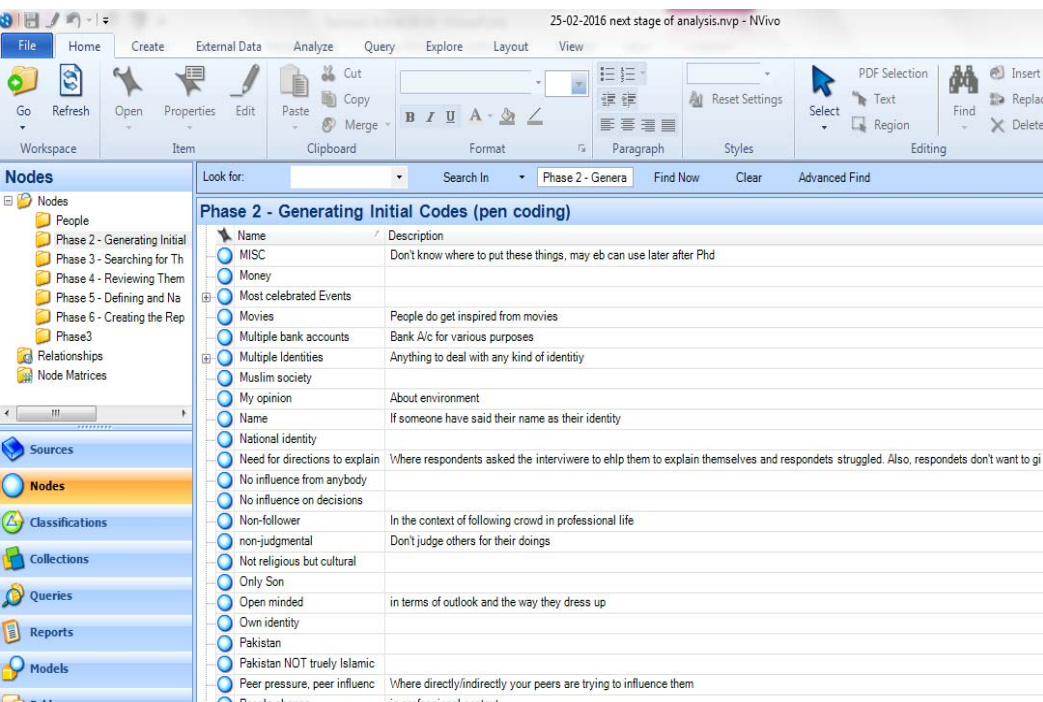 25-02-2016 next stage of analysis.nvp - NVivo
File Home Create External Data Analyze Query Explore Layout View
Go Refresh Open Properties Edit Paste Cut Copy Merge
B I U A
Reset Settings
Select PDF Selection Text Region Find Insert Replac Delete
Workspace Item Clipboard Format Paragraph Styles Editing
Nodes
Look for: Search In Phase 2 - Genera Find Now Clear Advanced Find
Nodes
People
Phase 2 - Generating Initial
Phase 3 - Searching for Th
Phase 4 - Reviewing Them
Phase 5 - Defining and Na
Phase 6 - Creating the Rep
Phase3
Relationships
Node Matrices
Sources
Nodes
Classifications
Collections
Queries
Reports
Models
Phase 2 - Generating Initial Codes (pen coding)
Name Description
MISC Don't know where to put these things, may eb can use later after Phd
Money
Most celebrated Events
Movies People do get inspired from movies
Multiple bank accounts Bank A/c for various purposes
Multiple Identities Anything to deal with any kind of identitiy
Muslim society
My opinion About environment
Name If someone have said their name as their identity
National identity
Need for directions to explain Where respondents asked the interviwere to ehlp them to explain themselves and respondets struggled. Also, respondets don't want to gi
No influence from anybody
No influence on decisions
Non-follower In the context of following crowd in professional life
non-judgmental Don't judge others for their doings
Not religious but cultural
Only Son
Open minded in terms of outlook and the way they dress up
Own identity
Pakistan
Pakistan NOT truely Islamic
Peer pressure, peer influenc Where directly/indirectly your peers are trying to influence them